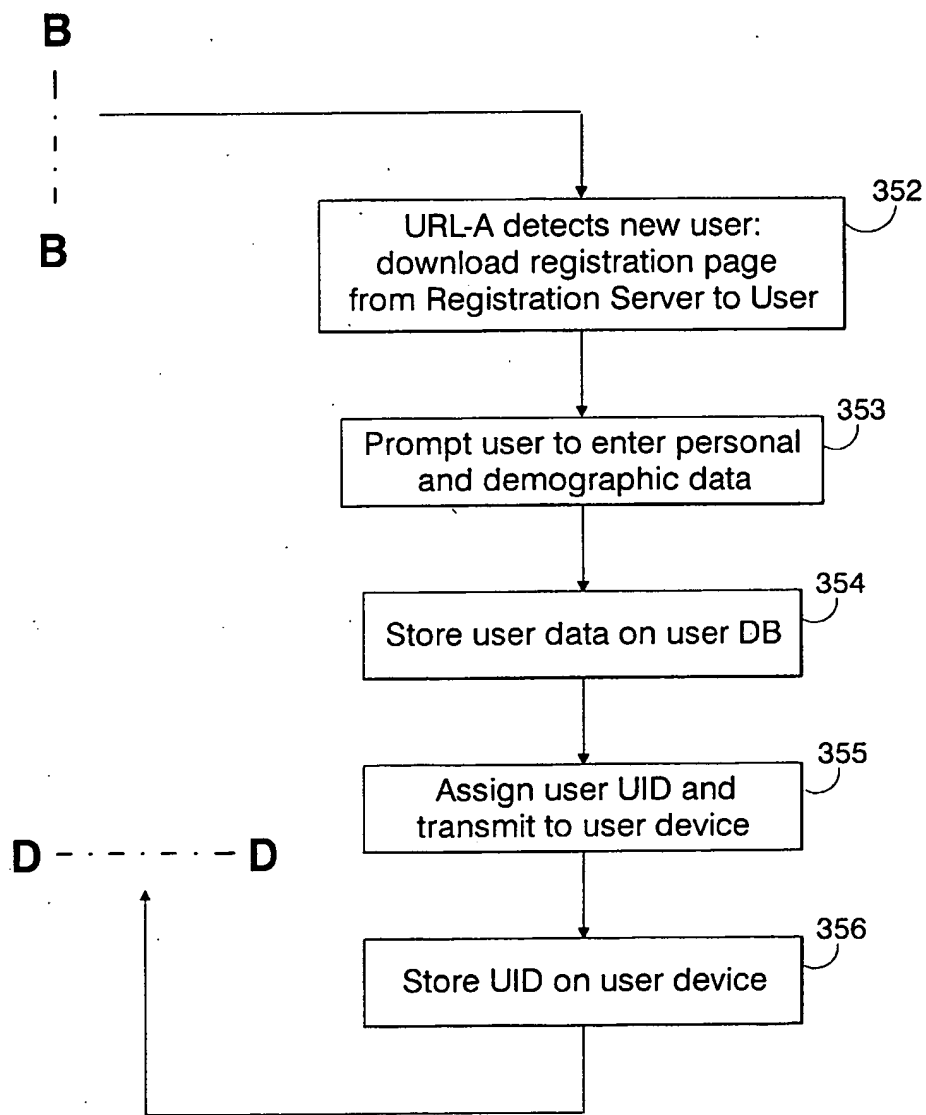 B
B
352
URL-A detects new user:
download registration page
from Registration Server to User
353
Prompt user to enter personal
and demographic data
354
Store user data on user DB
355
Assign user UID and
transmit to user device
D D
356
Store UID on user device